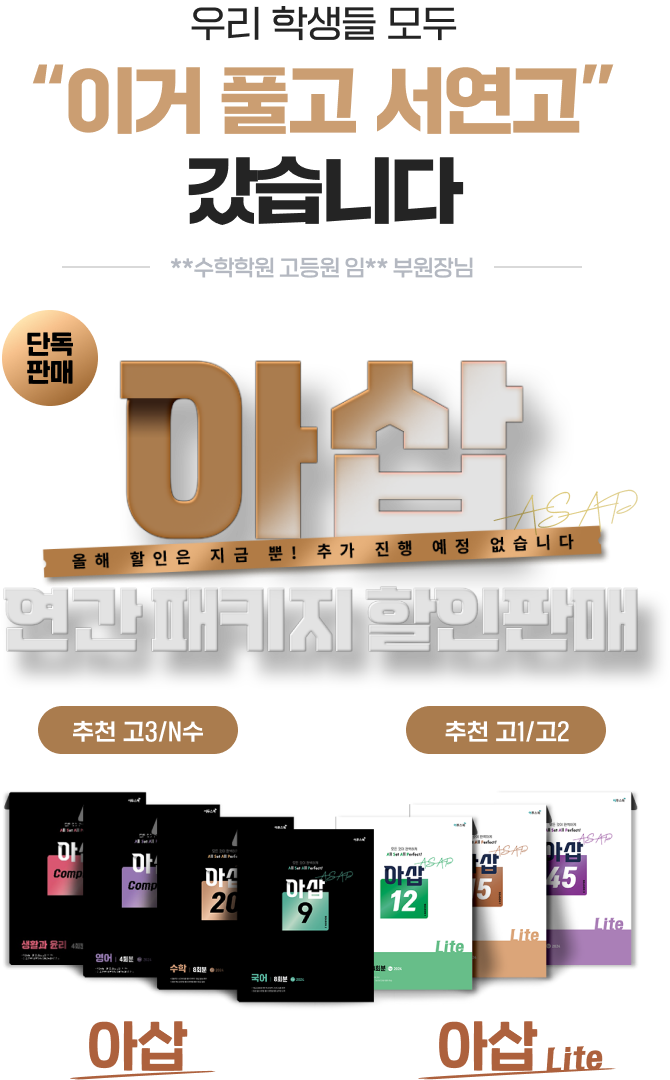 우리 학생들 모두
“이거 풀고 서연고”
갔습니다
**수학학원 고등원 임** 부원장님
단독
판매
아삽
ASAP
올해 할인은 지금 뿐! 추가 진행 예정 없습니다
연간 패키지 할인판매
추천 고3/N수
추천 고1/고2
생활과 윤리
아
Comp
영어 4회분
아
Comp
수학 8회분
아삽
20
All Set All Perfect!
ASAP
아삽
9
국어 8회분
All Set All Perfect!
ASAP
아삽
12
Lite
ASAP
아삽
15
Lite
ASAP
아삽
45
Lite
아삽
아삽 Lite